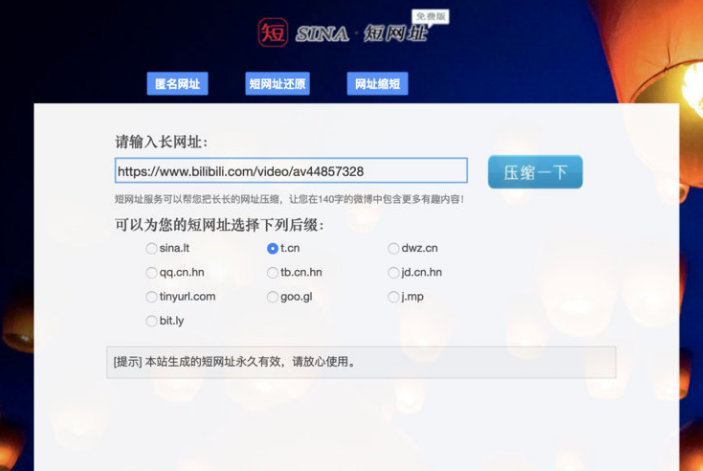 免费版
短 SINA · 短网址
匿名网址 短网址还原 网址缩短
请输入长网址：
https://www.bilibili.com/video/av44857328 压缩一下
短网址服务可以帮您把长长的网址压缩，让您在140字的微博中包含更多有趣内容！
可以为您的短网址选择下列后缀：
sina.lt t.cn dwz.cn
qq.cn.hn tb.cn.hn jd.cn.hn
tinyurl.com goo.gl j.mp
bit.ly
[提示] 本站生成的短网址永久有效，请放心使用。